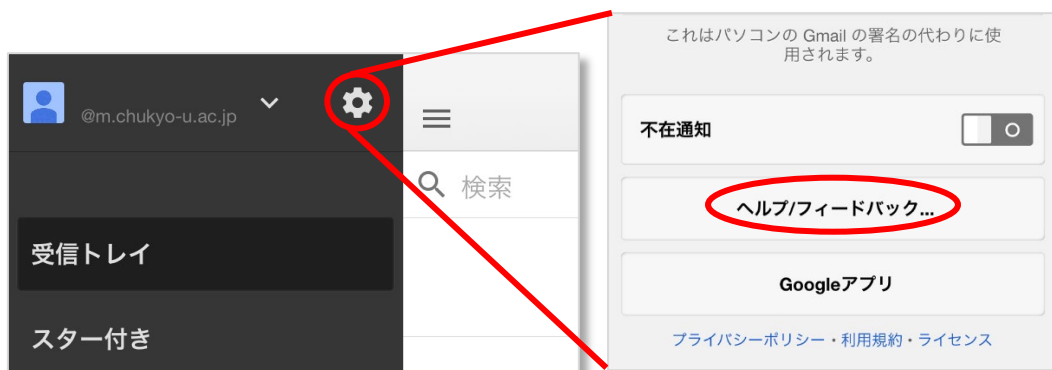 @m.chukyo-u.ac.jp
検索
受信トレイ
スター付き
これはパソコンの Gmail の署名の代わりに使
用されます。
不在通知
ヘルプ/フィードバック...
Googleアプリ
プライバシーポリシー・利用規約・ライセンス